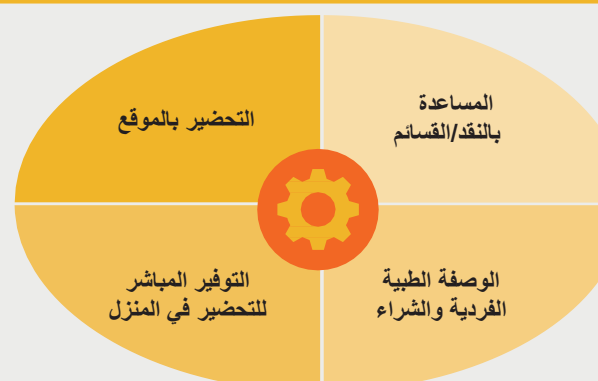 المساعدة
بالنقد/القسائم
التحضير بالموقع
الوصفة الطبية
الفردية والشراء
التوفير المباشر
للتحضير في المنزل